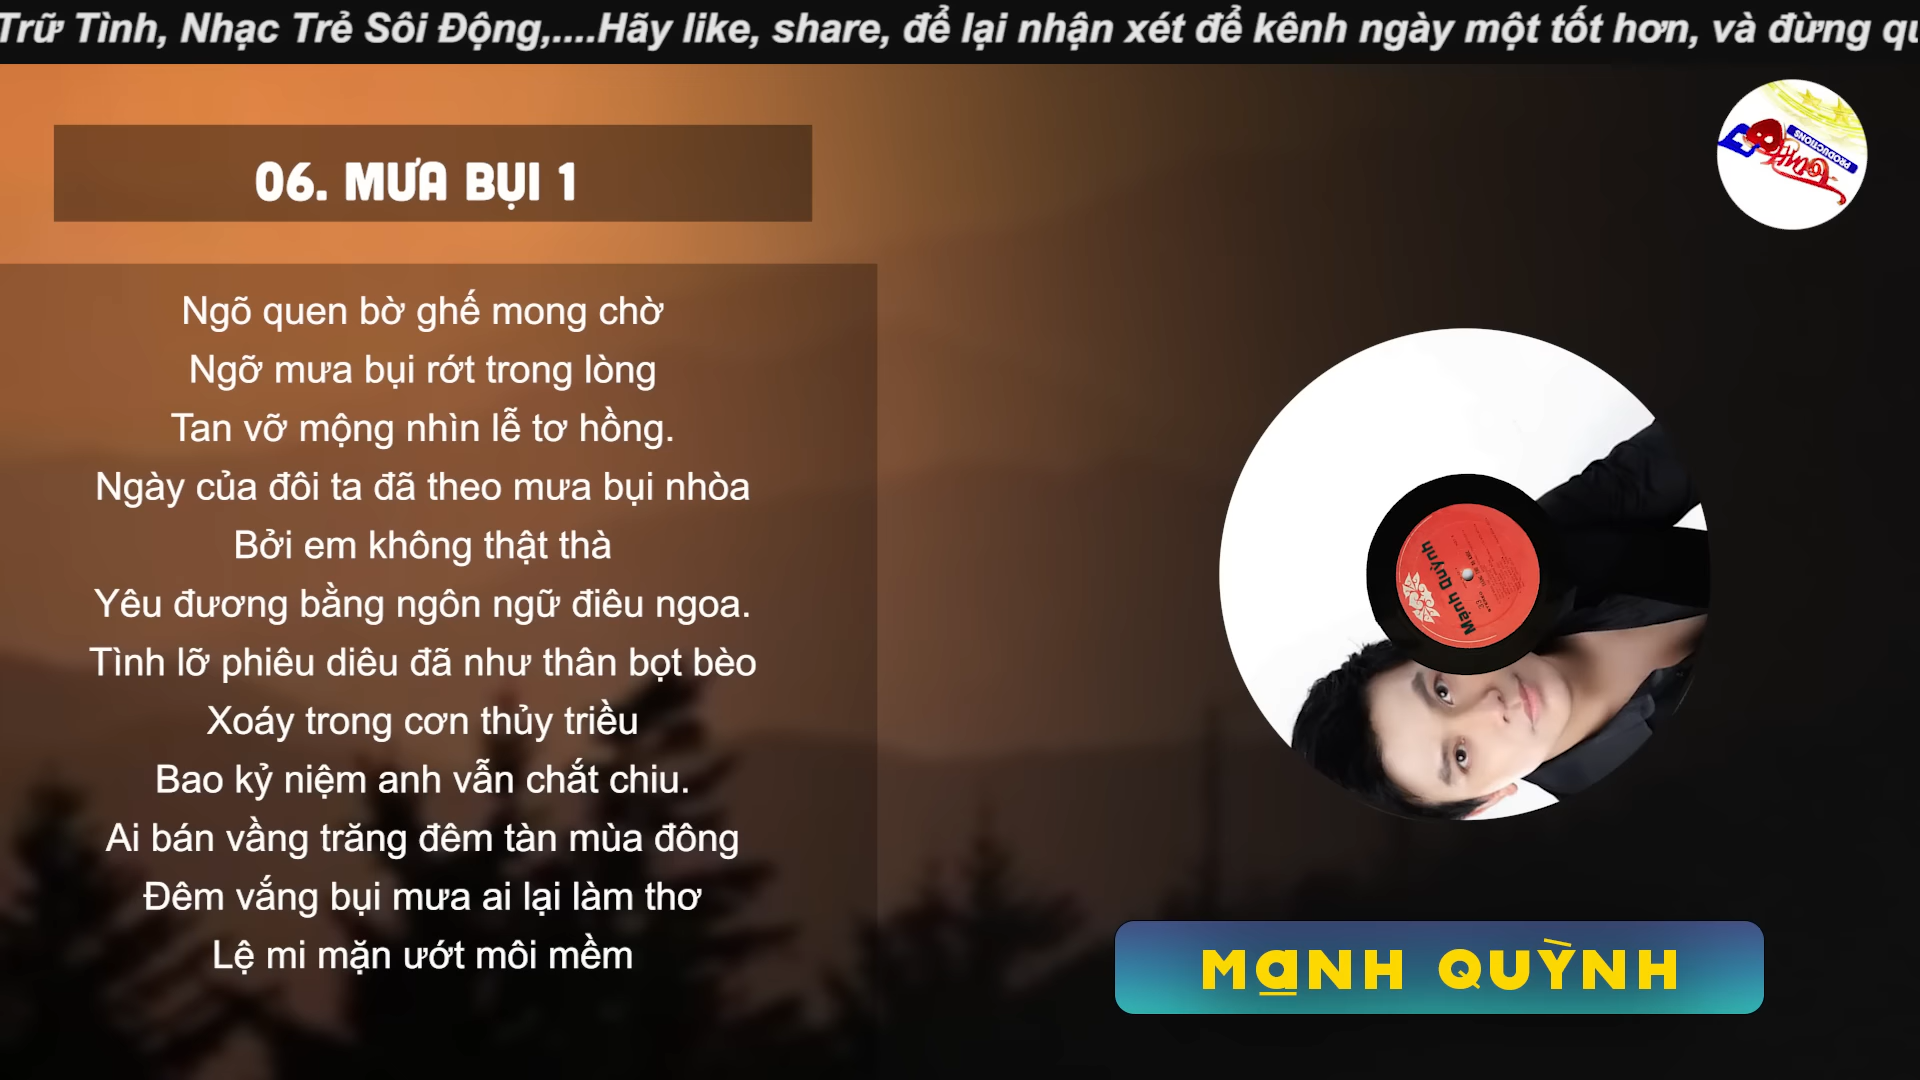 Trữ Tình, Nhạc Trẻ Sôi Động,....Hãy like, share, để lại nhận xét để kênh ngày một tốt hơn, và đừng qu
06. MƯA BỤI 1
PRODUCTIONS
Ngõ quen bờ ghế mong chờ
Ngỡ mưa bụi rớt trong lòng
Tan vỡ mộng nhìn lễ tơ hồng.
Ngày của đôi ta đã theo mưa bụi nhòa
Bởi em không thật thà
Yêu đương bằng ngôn ngữ điêu ngoa.
Tình lỡ phiêu diêu đã như thân bọt bèo
Xoáy trong cơn thủy triều
Bao kỷ niệm anh vẫn chắt chiu.
Ai bán vầng trăng đêm tàn mùa đông
Đêm vắng bụi mưa ai lại làm thơ
Lệ mi mặn ướt môi mềm
Mạnh Quỳnh
MẠNH QUỲNH